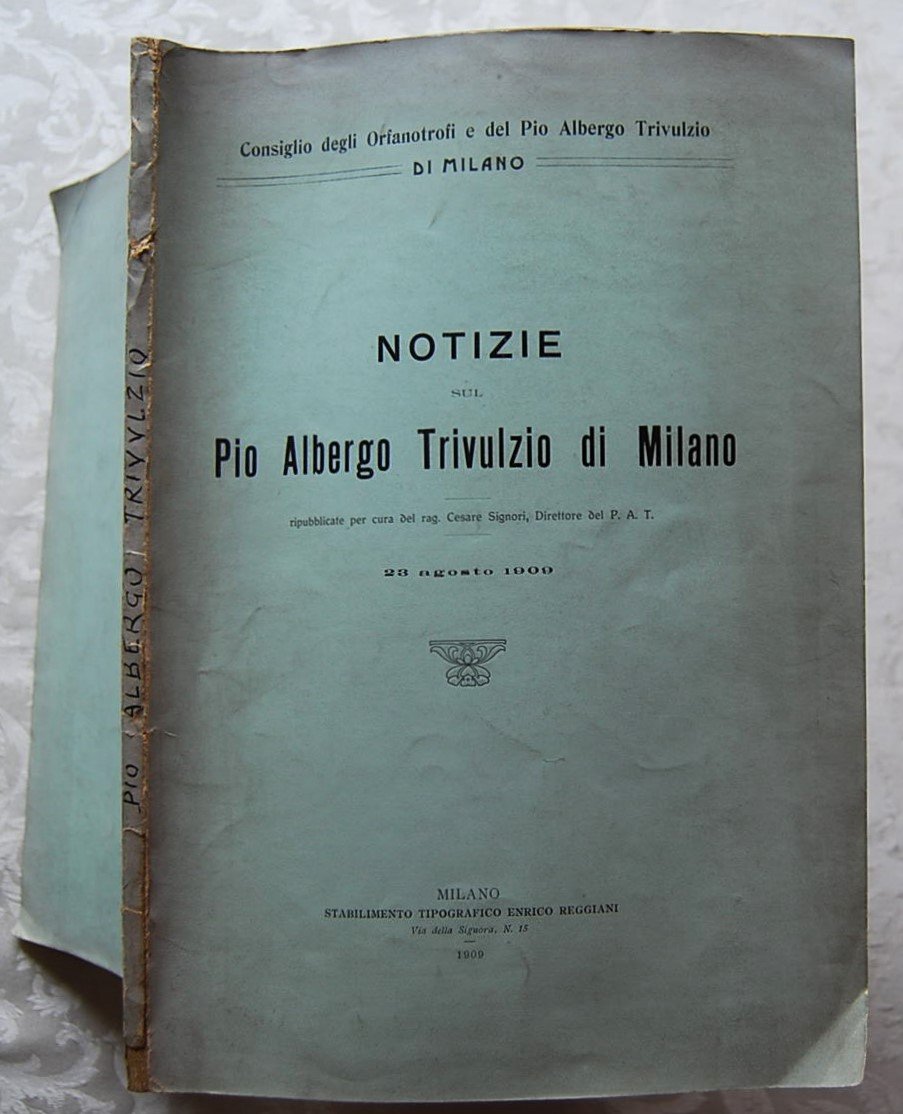 Consiglio degli Orfanotrofi e del Pio Albergo Trivulzio
DI MILANO
NOTIZIE
SUL
Pio Albergo Trivulzio di Milano
ripubblicate per cura del rag. Cesare Signori, Direttore del P. A. T.
23 agosto 1909
MILANO
STABILIMENTO TIPOGRAFICO ENRICO REGGIANI
Via della Signora, N. 15
1909
PIO ALBERGO TRIVULZIO